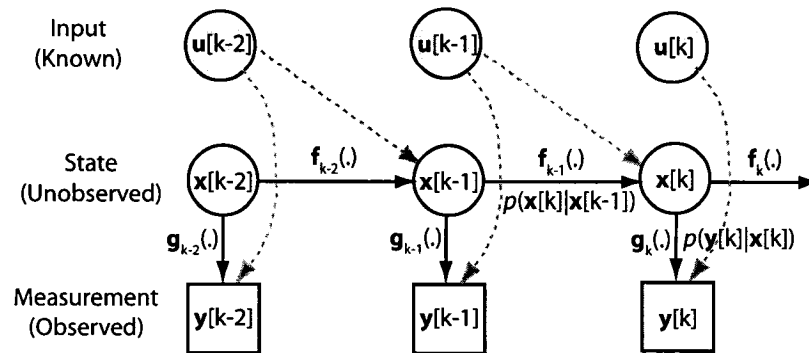 Input
(Known)
u[k-2]
u[k-1]
u[k]
State
(Unobserved)
x[k-2]
f_{k-2}(.)
x[k-1]
f_{k-1}(.)
p(x[k]|x[k-1])
x[k]
f_k(.)
g_{k-2}(.)
g_{k-1}(.)
g_k(.)
p(y[k]|x[k])
Measurement
(Observed)
y[k-2]
y[k-1]
y[k]